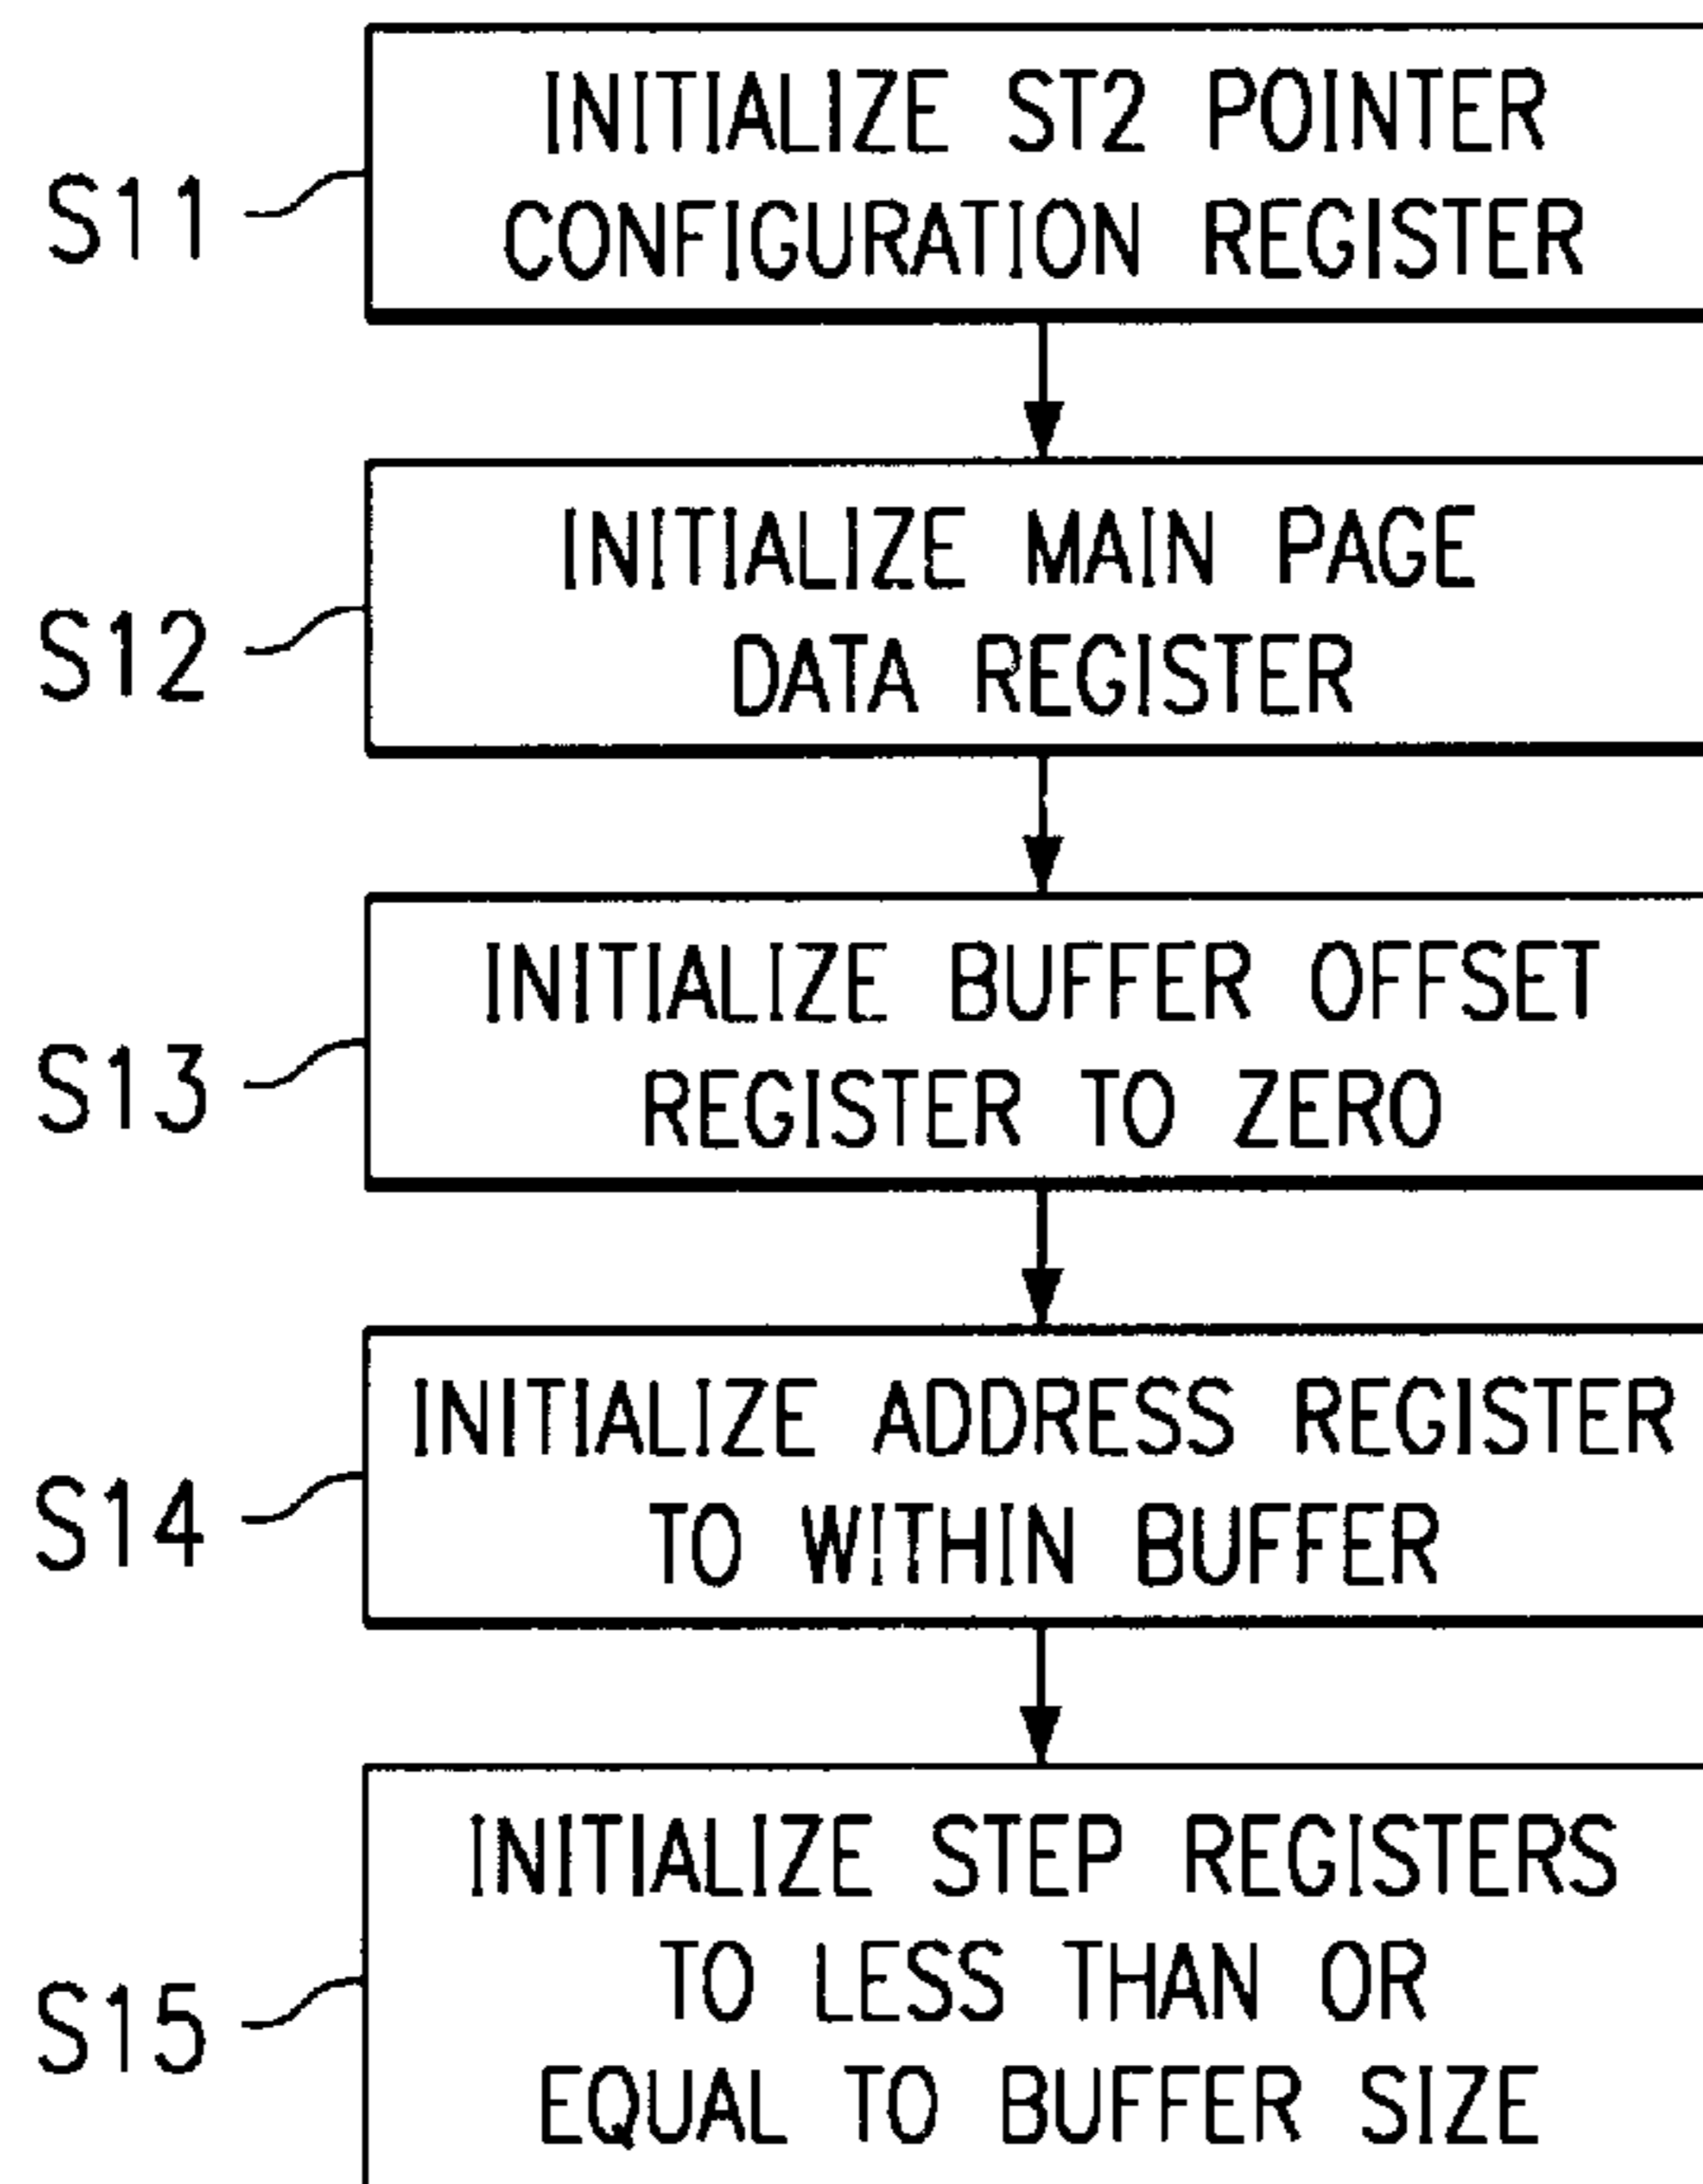 INITIALIZE ST2 POINTER
CONFIGURATION REGISTER
S11
INITIALIZE MAIN PAGE
DATA REGISTER
S12
INITIALIZE BUFFER OFFSET
REGISTER TO ZERO
S13
INITIALIZE ADDRESS REGISTER
TO WITHIN BUFFER
S14
INITIALIZE STEP REGISTERS
TO LESS THAN OR
EQUAL TO BUFFER SIZE
S15